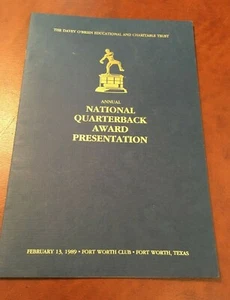 THE DAVEY O'BRIEN EDUCATIONAL AND CHARITABLE TRUST
ANNUAL
NATIONAL
QUARTERBACK
AWARD
PRESENTATION
FEBRUARY 13, 1989 • FORT WORTH CLUB • FORT WORTH, TEXAS